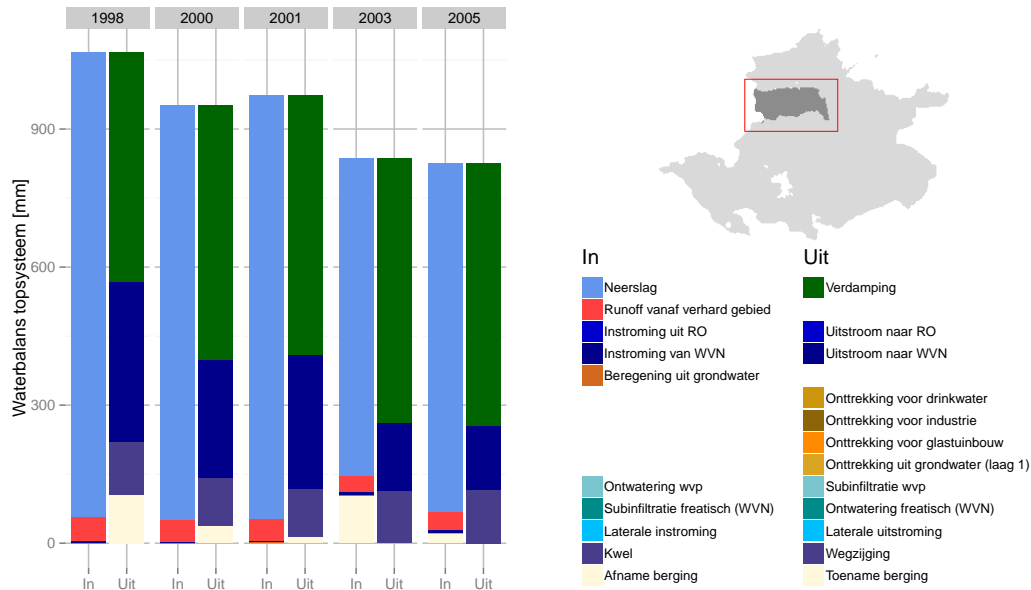 1998 2000 2001 2003 2005
Waterbalans topsysteem [mm]
900
600
300
0
In Uit In Uit In Uit In Uit In Uit
In
Neerslag
Runoff vanaf verhard gebied
Instroming uit RO
Instroming van WVN
Beregening uit grondwater
Ontwatering wvp
Subinfiltratie freatisch (WVN)
Laterale instroming
Kwel
Afname berging
Uit
Verdamping
Uitstroom naar RO
Uitstroom naar WVN
Onttrekking voor drinkwater
Onttrekking voor industrie
Onttrekking voor glastuinbouw
Onttrekking uit grondwater (laag 1)
Subinfiltratie wvp
Ontwatering freatisch (WVN)
Laterale uitstroming
Wegzijging
Toename berging